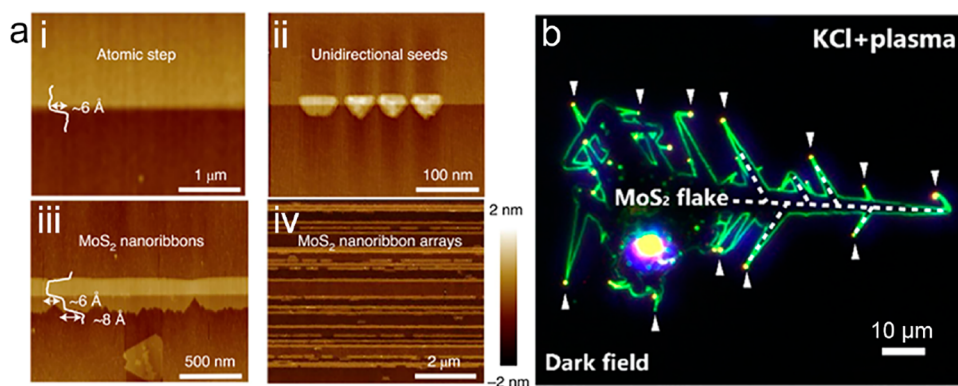 a
i
Atomic step
~6 Å
1 μm
ii
Unidirectional seeds
100 nm
iii
MoS₂ nanoribbons
~6 Å
~8 Å
500 nm
iv
MoS₂ nanoribbon arrays
2 μm
2 nm
−2 nm
b
KCl+plasma
MoS₂ flake
Dark field
10 μm